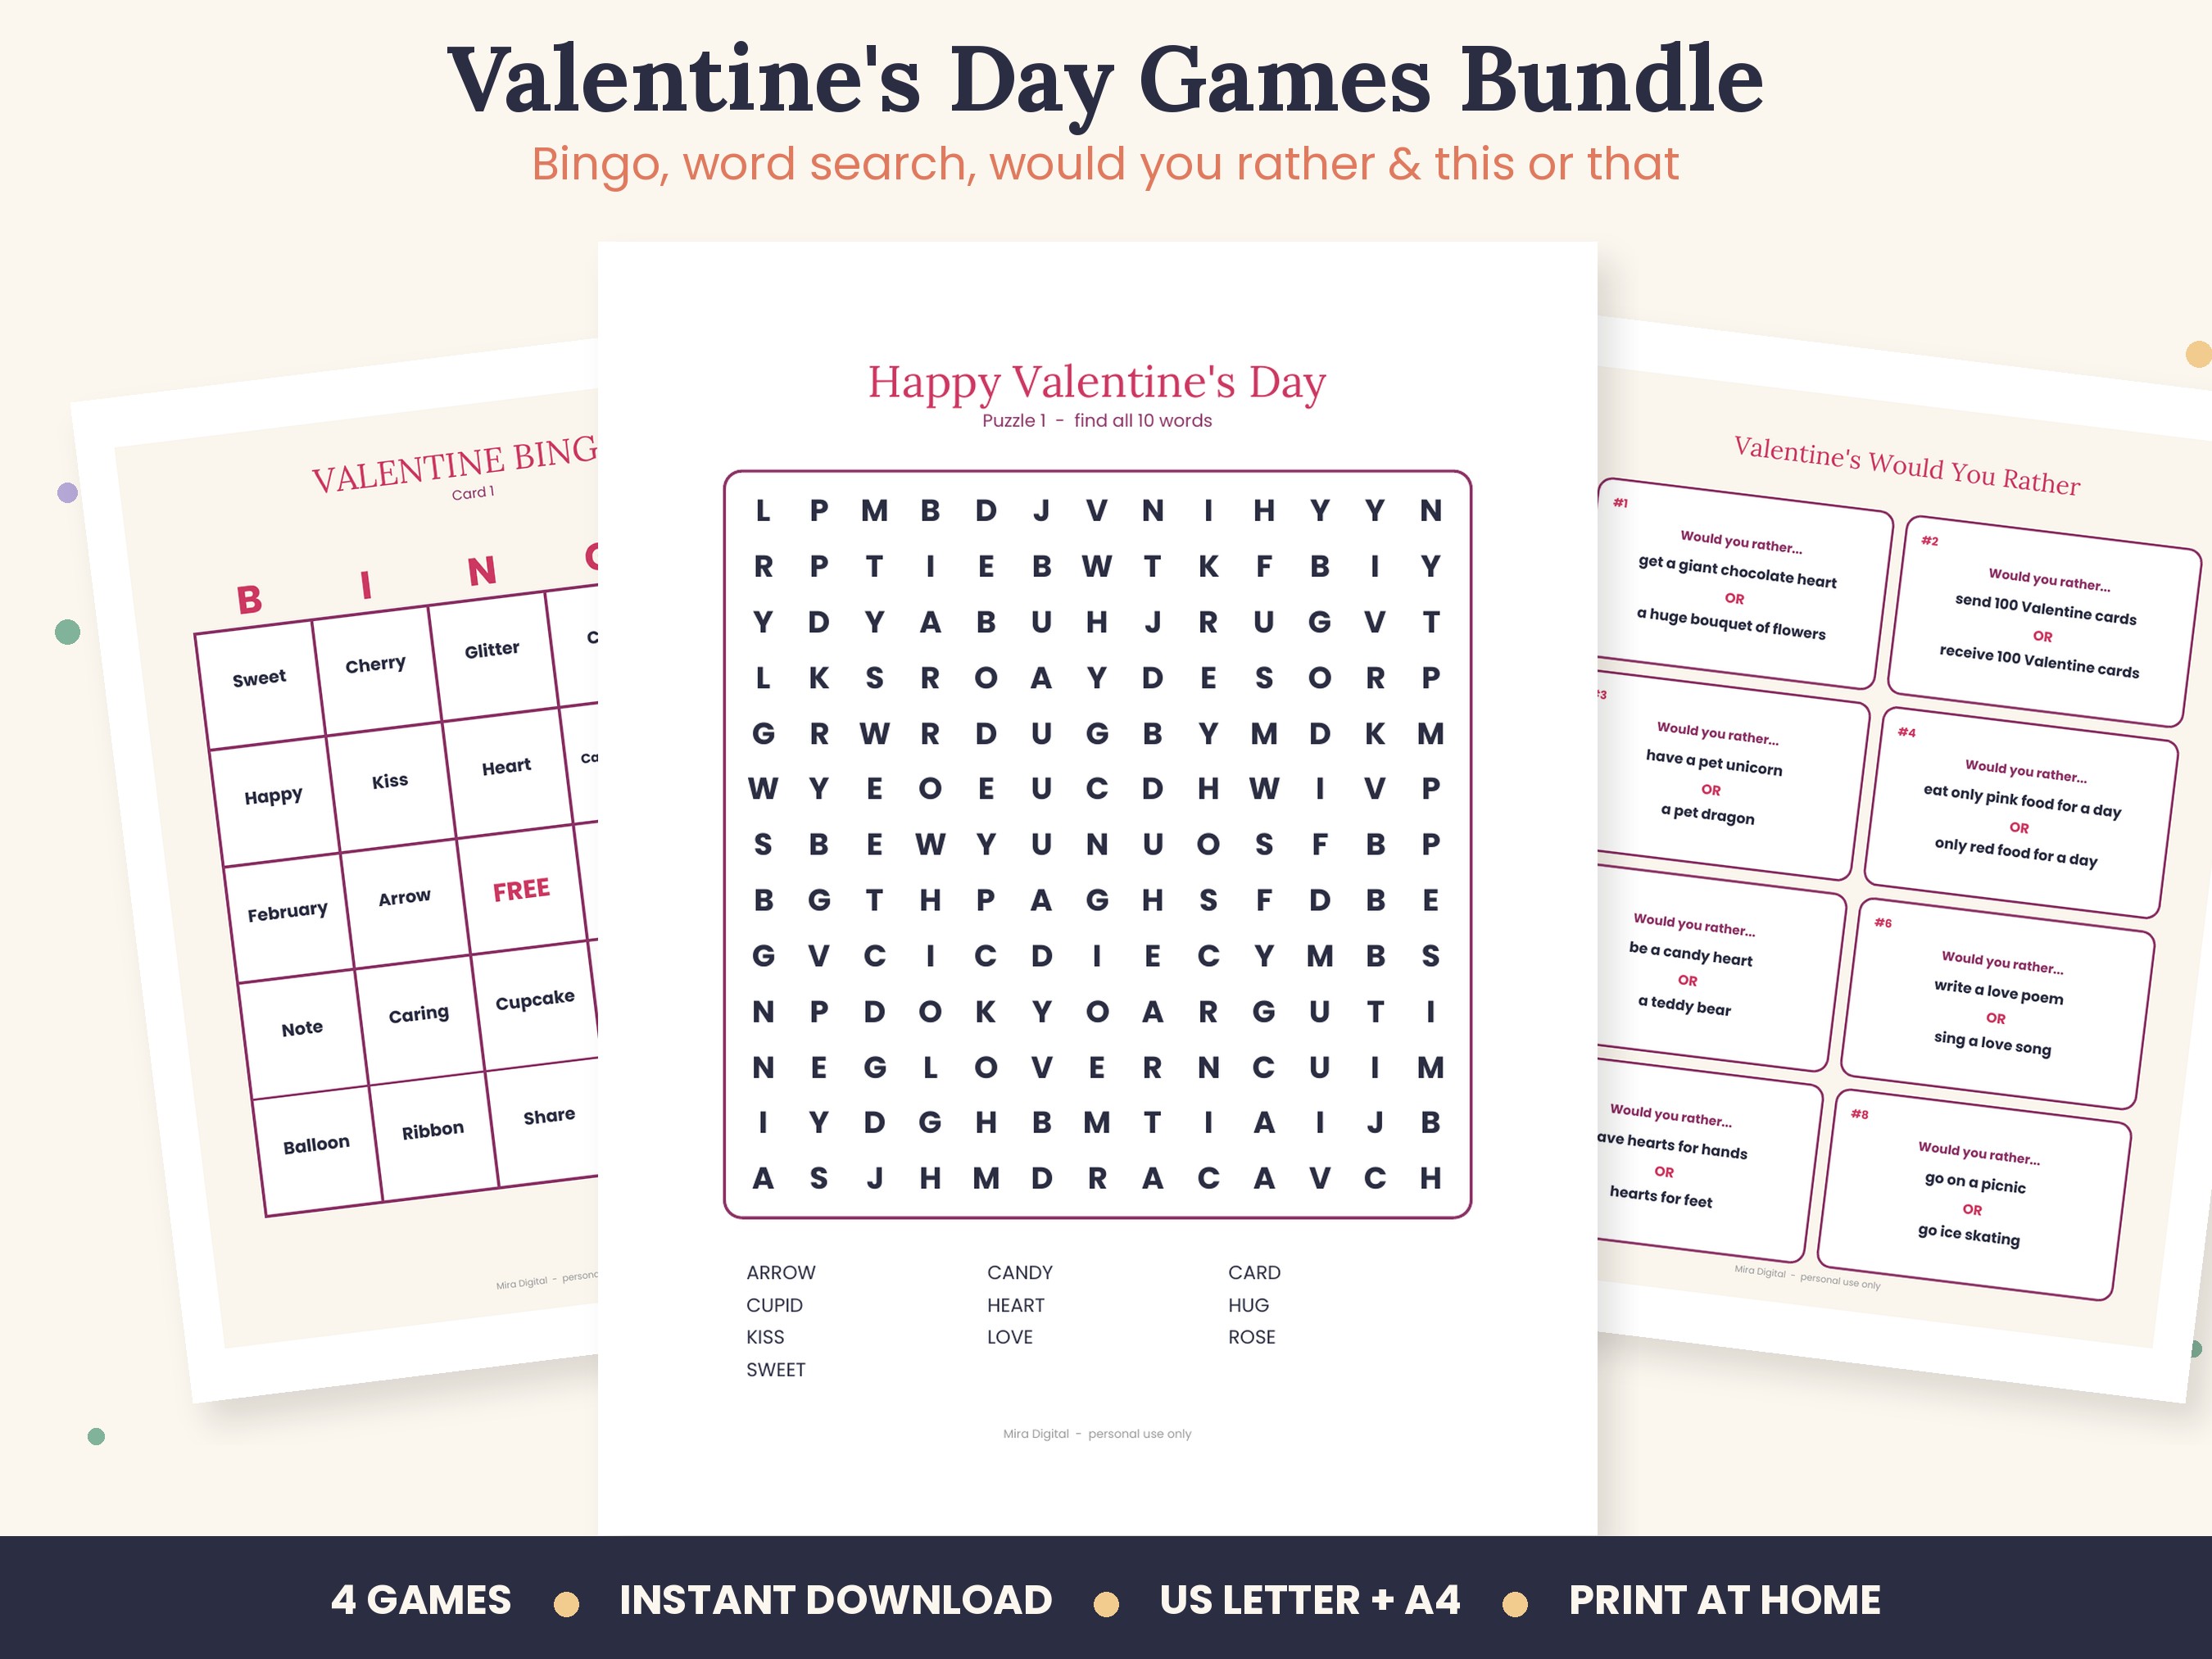 Valentine's Day Games Bundle
Bingo, word search, would you rather & this or that
VALENTINE BING
Card 1
B I N
Sweet Cherry Glitter C
Happy Kiss Heart Ca
February Arrow FREE
Note Caring Cupcake
Balloon Ribbon Share
Mira Digital - persona
Happy Valentine's Day
Puzzle 1 - find all 10 words
L P M B D J V N I H Y Y N
R P T I E B W T K F B I Y
Y D Y A B U H J R U G V T
L K S R O A Y D E S O R P
G R W R D U G B Y M D K M
W Y E O E U C D H W I V P
S B E W Y U N U O S F B P
B G T H P A G H S F D B E
G V C I C D I E C Y M B S
N P D O K Y O A R G U T I
N E G L O V E R N C U I M
I Y D G H B M T I A I J B
A S J H M D R A C A V C H
ARROW CANDY CARD
CUPID HEART HUG
KISS LOVE ROSE
SWEET
Mira Digital - personal use only
Valentine's Would You Rather
#1
Would you rather...
get a giant chocolate heart
OR
a huge bouquet of flowers
#2
Would you rather...
send 100 Valentine cards
OR
receive 100 Valentine cards
#3
Would you rather...
have a pet unicorn
OR
a pet dragon
#4
Would you rather...
eat only pink food for a day
OR
only red food for a day
Would you rather...
be a candy heart
OR
a teddy bear
#6
Would you rather...
write a love poem
OR
sing a love song
Would you rather...
ave hearts for hands
OR
hearts for feet
#8
Would you rather...
go on a picnic
OR
go ice skating
Mira Digital - personal use only
4 GAMES INSTANT DOWNLOAD US LETTER + A4 PRINT AT HOME